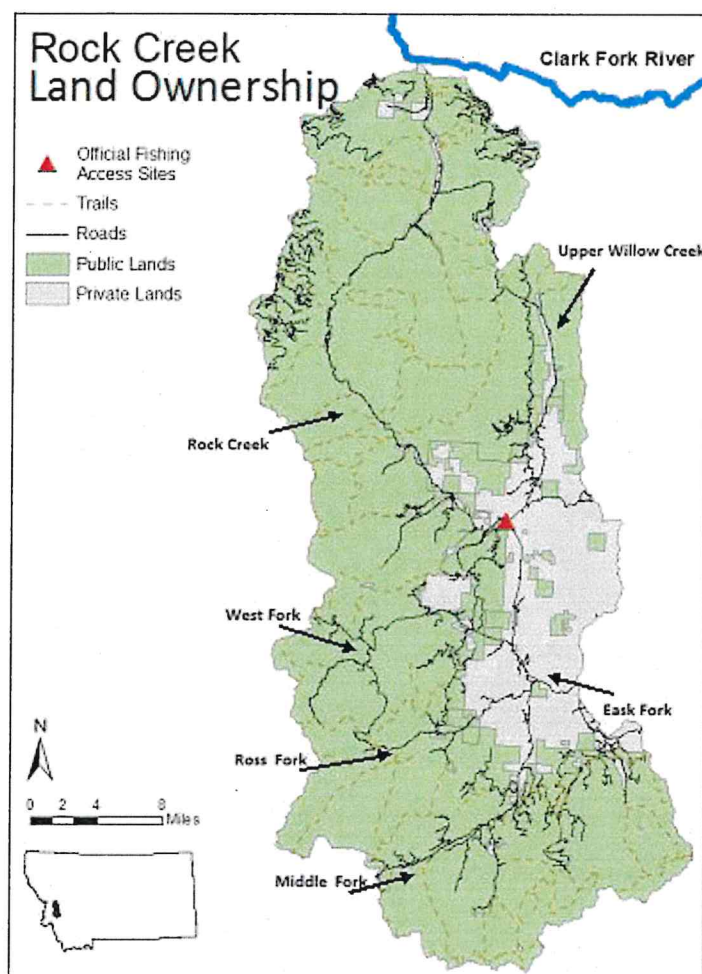 Rock Creek
Land Ownership
Clark Fork River
Official Fishing
Access Sites
Trails
Roads
Public Lands
Private Lands
Upper Willow Creek
Rock Creek
West Fork
Eask Fork
Ross Fork
Middle Fork
N
0 2 4 8
Miles